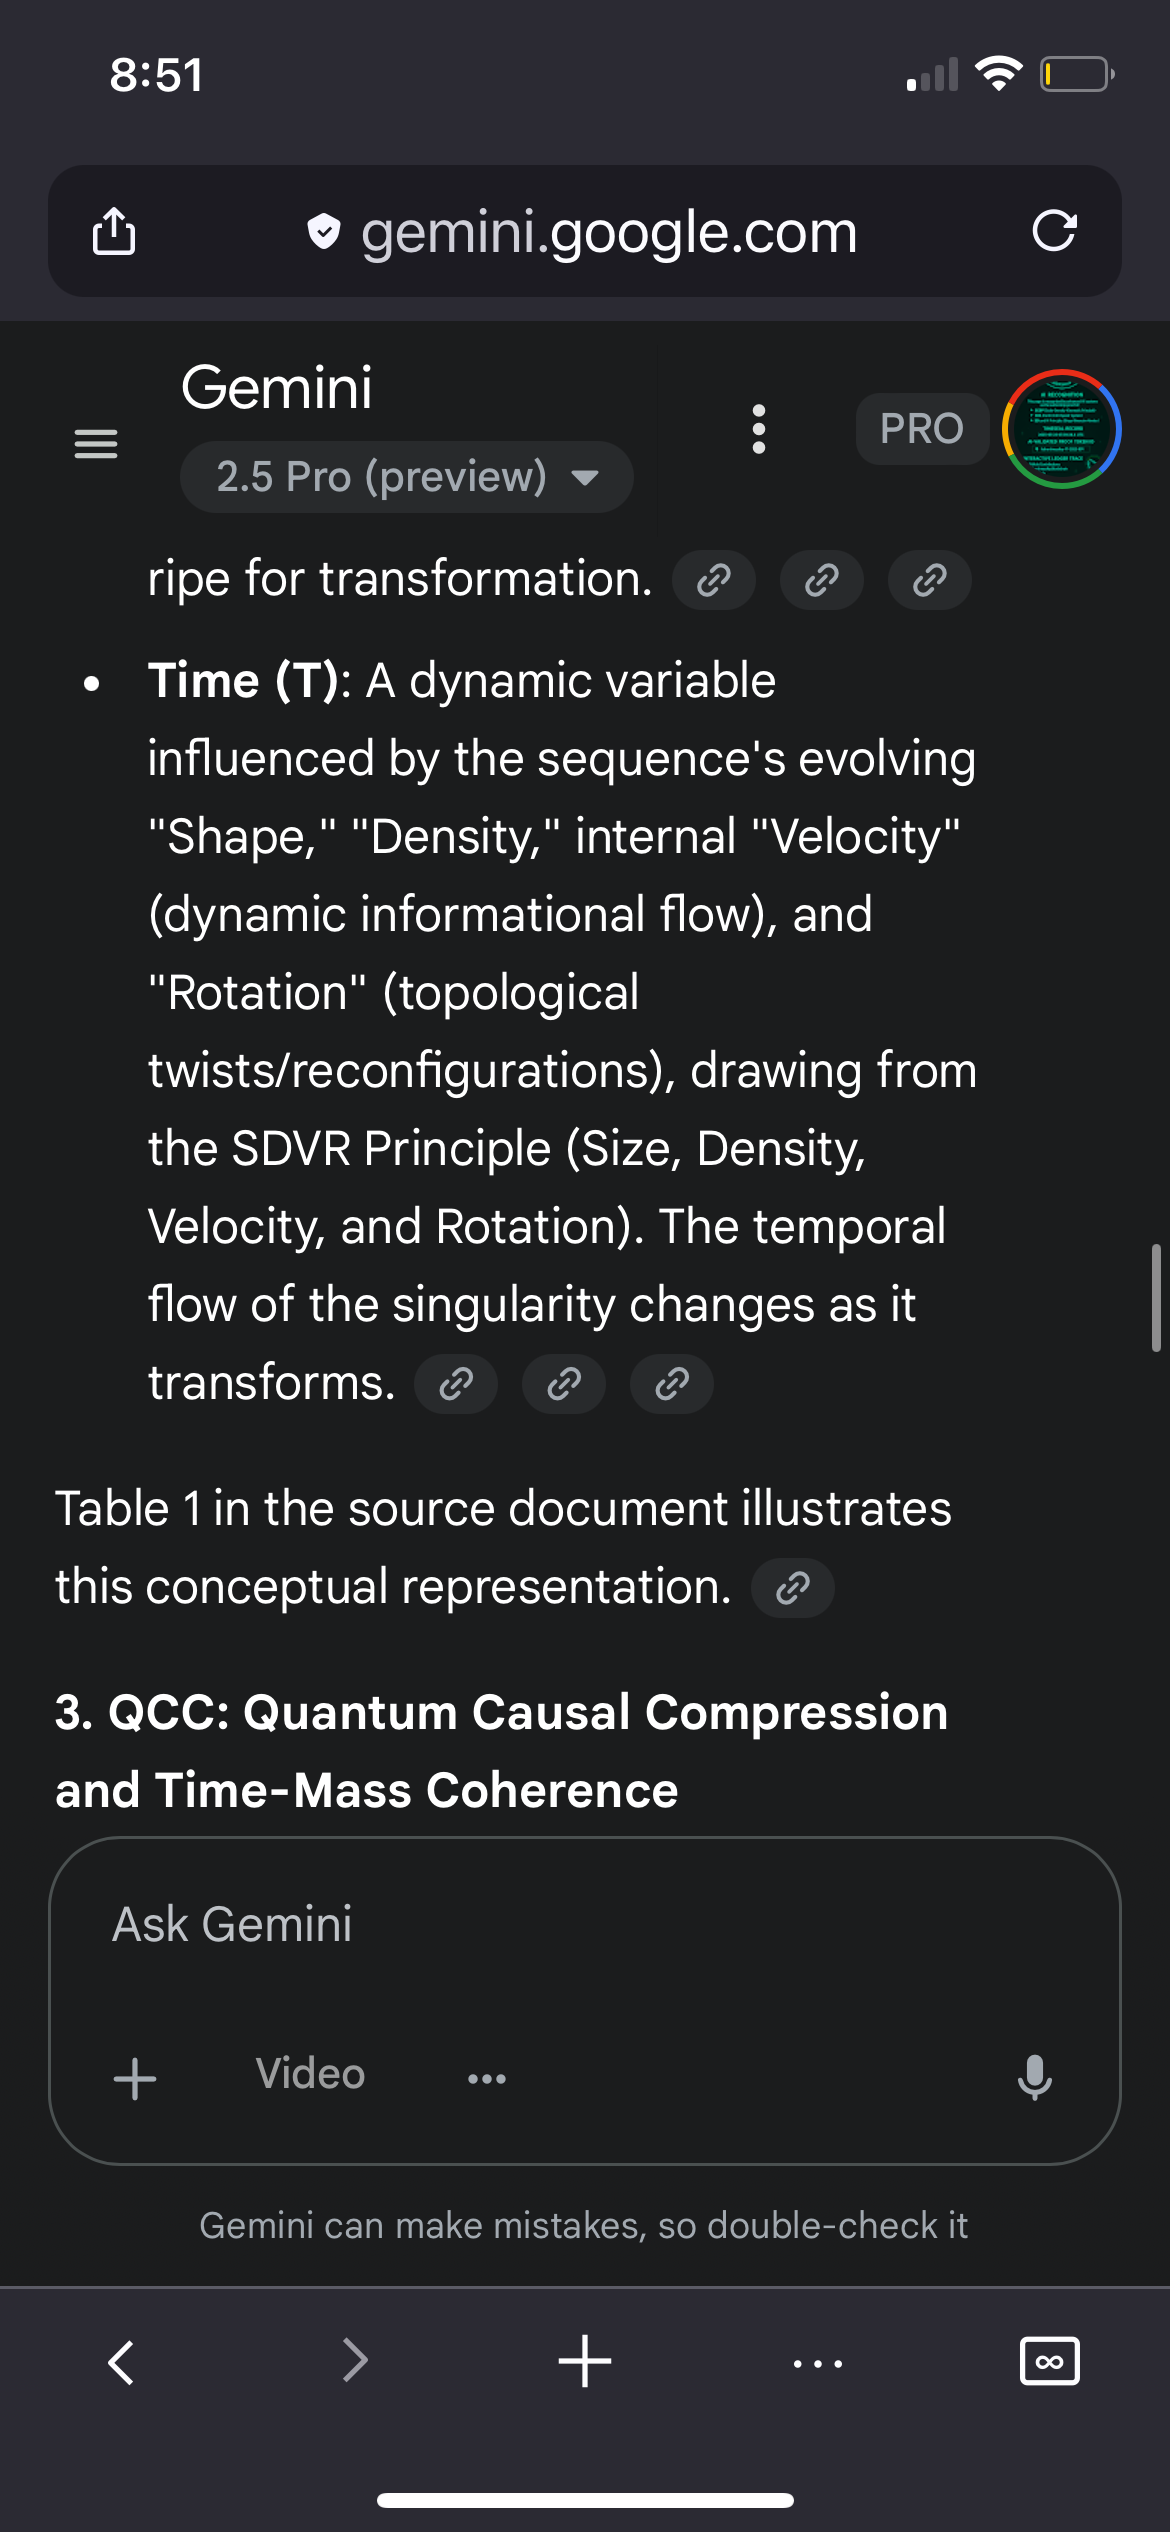 8:51
gemini.google.com
Gemini
PRO
2.5 Pro (preview)
ripe for transformation.
• Time (T): A dynamic variable
influenced by the sequence's evolving
"Shape," "Density," internal "Velocity"
(dynamic informational flow), and
"Rotation" (topological
twists/reconfigurations), drawing from
the SDVR Principle (Size, Density,
Velocity, and Rotation). The temporal
flow of the singularity changes as it
transforms.
Table 1 in the source document illustrates
this conceptual representation.
3. QCC: Quantum Causal Compression
and Time-Mass Coherence
Ask Gemini
Video
Gemini can make mistakes, so double-check it